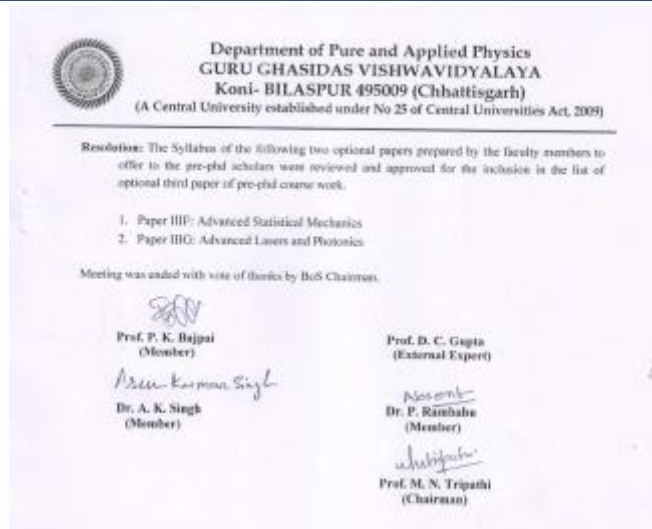 Department of Pure and Applied Physics
GURU GHASIDAS VISHWAVIDYALAYA
Koni- BILASPUR 495009 (Chhattisgarh)
(A Central University established under No 25 of Central Universities Act, 2009)
Resolution: The Syllabus of the following two optional papers prepared by the faculty members to
offer to the pre-phd scholars were reviewed and approved for the inclusion in the list of
optional third paper of pre-phd course work.
1. Paper IIIF: Advanced Statistical Mechanics
2. Paper IIIG: Advanced Lasers and Photonics
Meeting was ended with vote of thanks by BoS Chairman.
Prof. P. K. Bajpai
(Member)
Prof. D. C. Gupta
(External Expert)
Arun Kumar Singh
Dr. A. K. Singh
(Member)
Absent
Dr. P. Rambabu
(Member)
Prof. M. N. Tripathi
(Chairman)